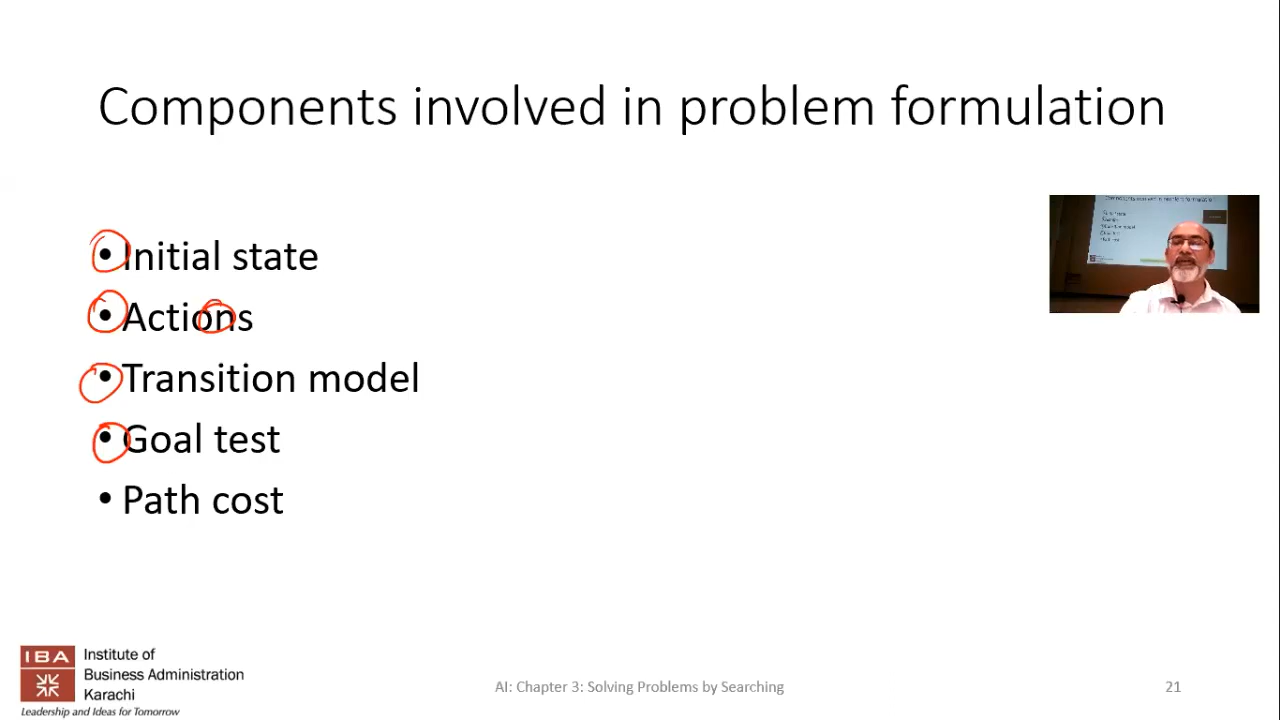 Components involved in problem formulation
• Initial state
• Actions
• Transition model
• Goal test
• Path cost
IBA
Institute of
Business Administration
Karachi
Leadership and Ideas for Tomorrow
AI: Chapter 3: Solving Problems by Searching
21